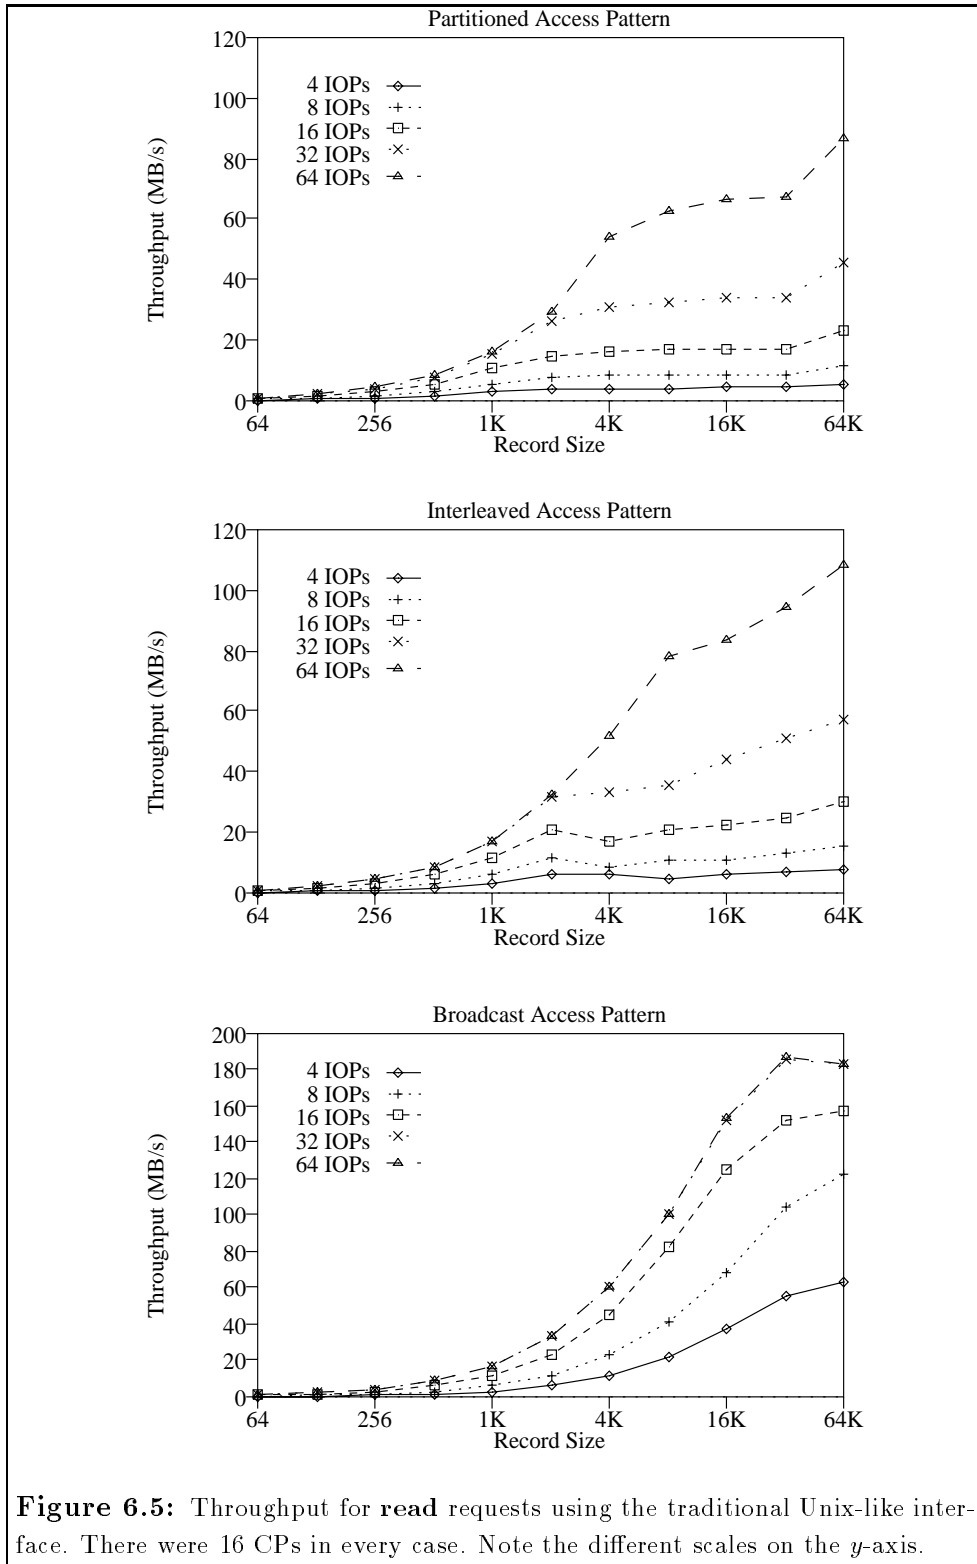 Partitioned Access Pattern
120
100
80
60
40
20
0
Throughput (MB/s)
4 IOPs
8 IOPs
16 IOPs
32 IOPs
64 IOPs
64
256
1K
4K
16K
64K
Record Size
Interleaved Access Pattern
120
100
80
60
40
20
0
Throughput (MB/s)
4 IOPs
8 IOPs
16 IOPs
32 IOPs
64 IOPs
64
256
1K
4K
16K
64K
Record Size
Broadcast Access Pattern
200
180
160
140
120
100
80
60
40
20
0
Throughput (MB/s)
4 IOPs
8 IOPs
16 IOPs
32 IOPs
64 IOPs
64
256
1K
4K
16K
64K
Record Size
Figure 6.5: Throughput for read requests using the traditional Unix-like inter-
face. There were 16 CPs in every case. Note the different scales on the y-axis.